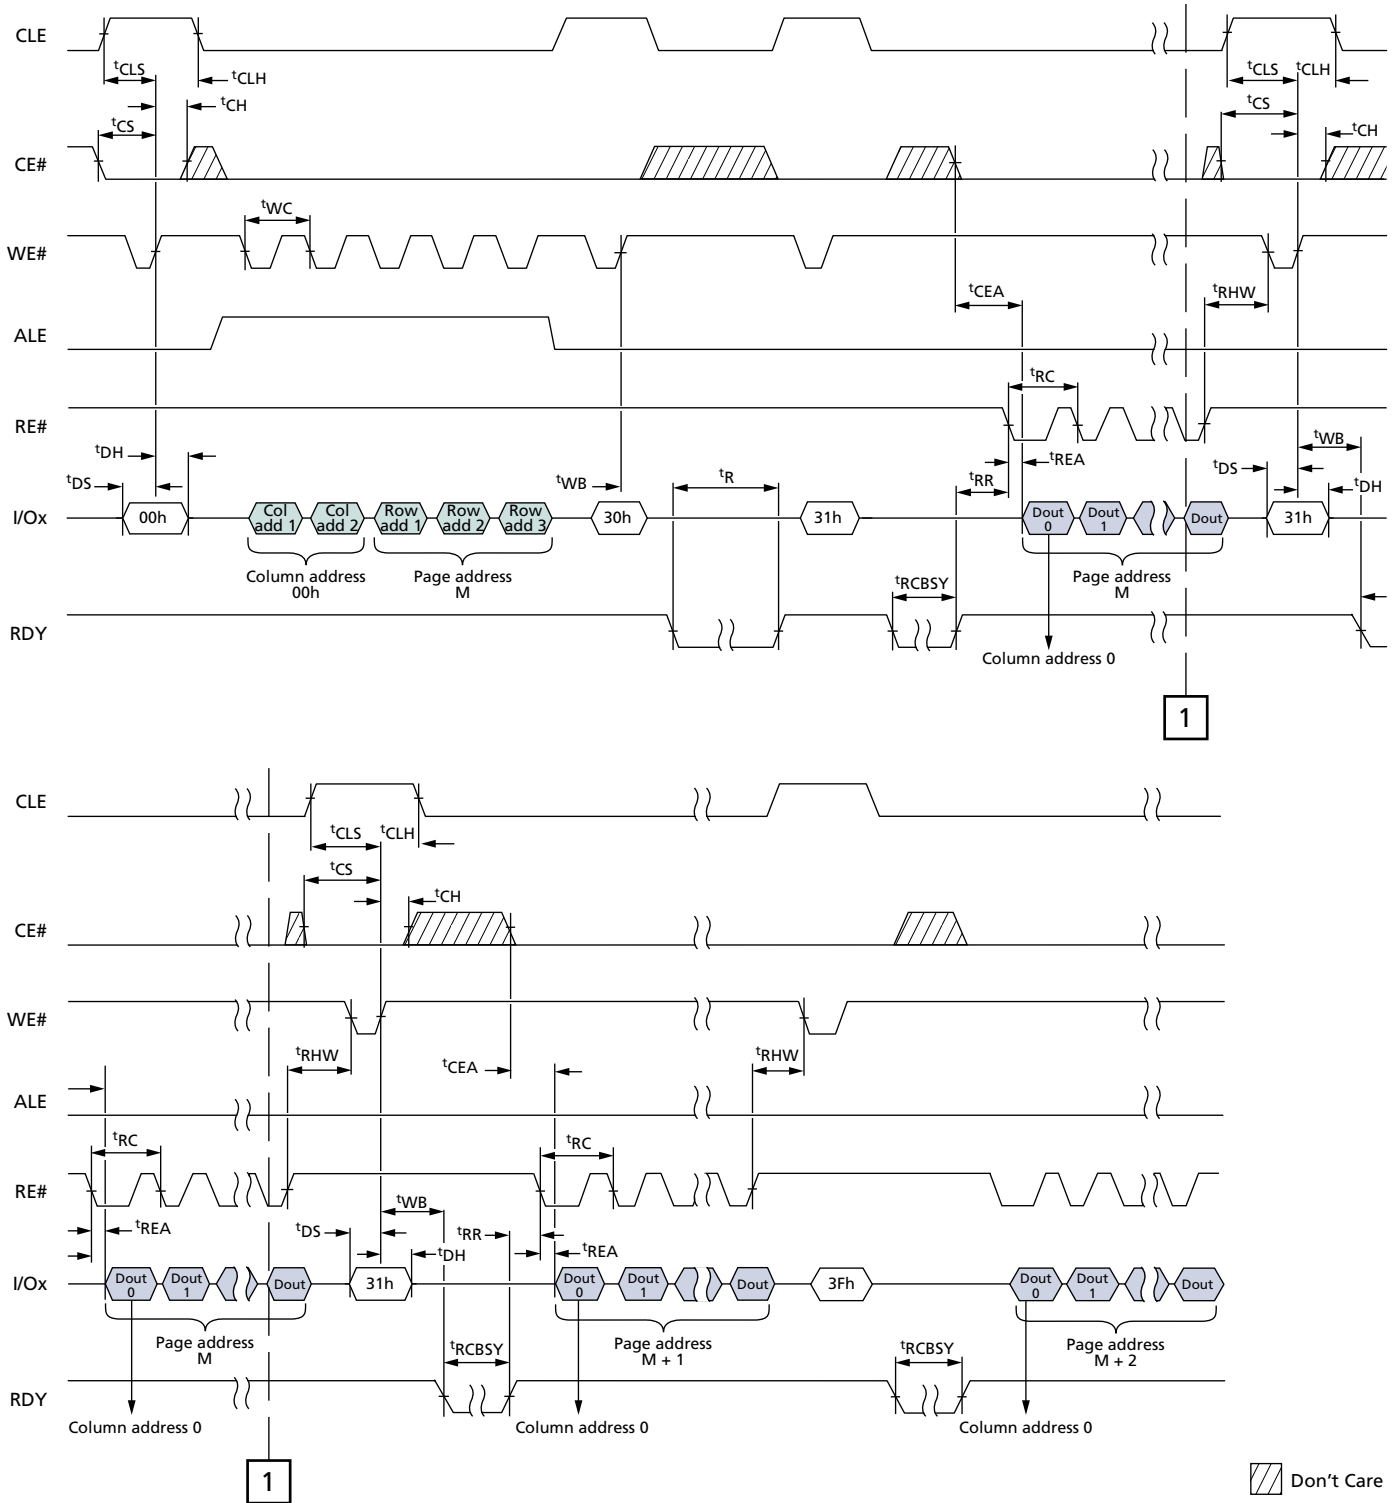 CLE
tCLS
tCLH
tCLS
tCLH
tCH
tCS
tCS
tCH
CE#
tWC
WE#
tCEA
tRHW
ALE
tRC
RE#
tDH
tWB
tREA
tDS
tWB
tR
tRR
tDS
tDH
I/Ox
00h
Col add 1
Col add 2
Row add 1
Row add 2
Row add 3
30h
31h
Dout 0
Dout 1
Dout
31h
Column address 00h
Page address M
tRCBSY
Page address M
RDY
Column address 0
1
CLE
tCLS
tCLH
tCS
tCH
CE#
WE#
tRHW
tCEA
tRHW
ALE
tRC
tRC
RE#
tWB
tREA
tDS
tRR
tDH
tREA
I/Ox
Dout 0
Dout 1
Dout
31h
Dout 0
Dout 1
Dout
3Fh
Dout 0
Dout 1
Dout
Page address M
tRCBSY
Page address M + 1
tRCBSY
Page address M + 2
RDY
Column address 0
Column address 0
Column address 0
1
Don't Care